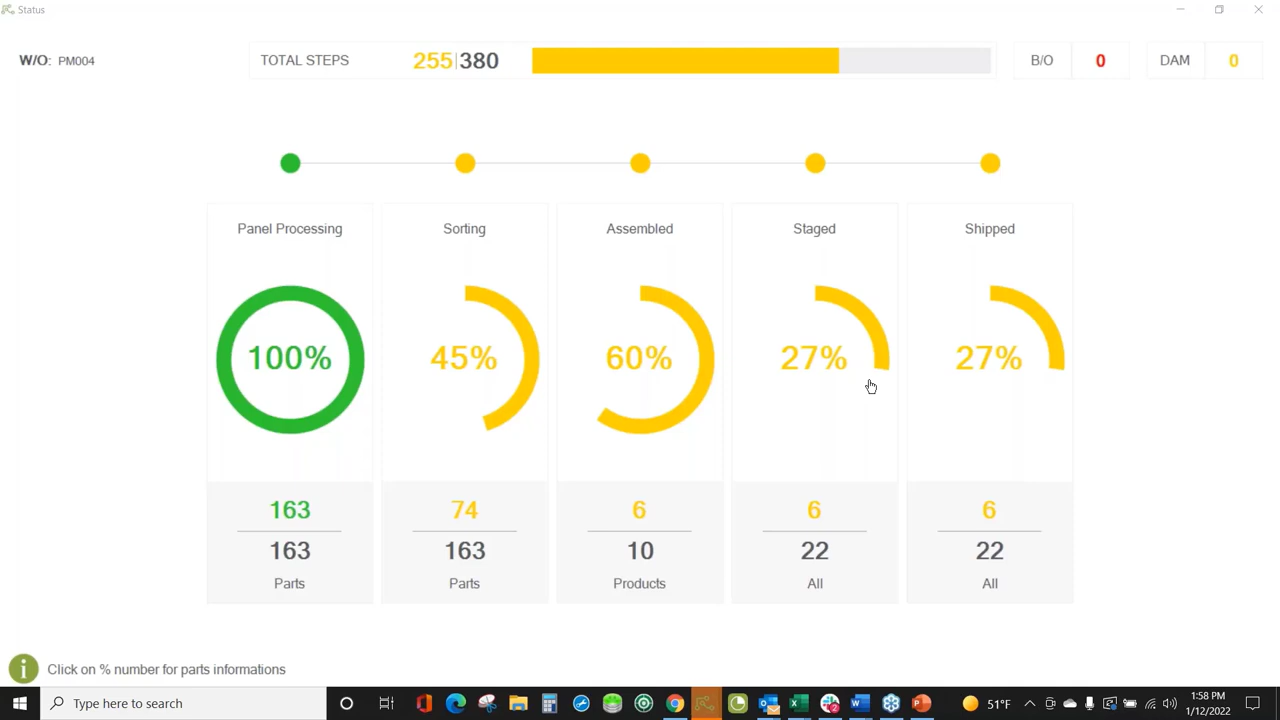 Status
W/O: PM004
TOTAL STEPS 255|380
B/O 0
DAM 0
Panel Processing
100%
163
163
Parts
Sorting
45%
74
163
Parts
Assembled
60%
6
10
Products
Staged
27%
6
22
All
Shipped
27%
6
22
All
i Click on % number for parts informations
Type here to search
51°F
1:58 PM
1/12/2022